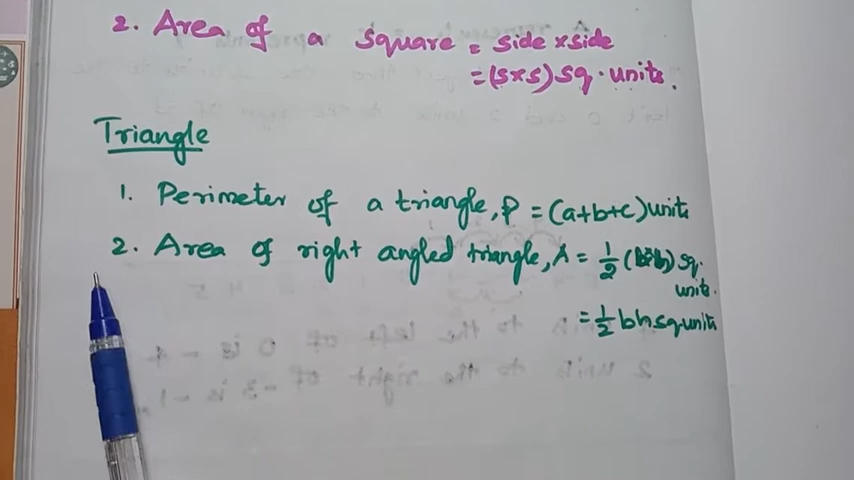 2. Area of a square = side × side
= (s×s) sq. units.
Triangle
1. Perimeter of a triangle, P = (a+b+c) units
2. Area of right angled triangle, A = 1/2 (b×h) sq.
units.
= 1/2 bh sq units